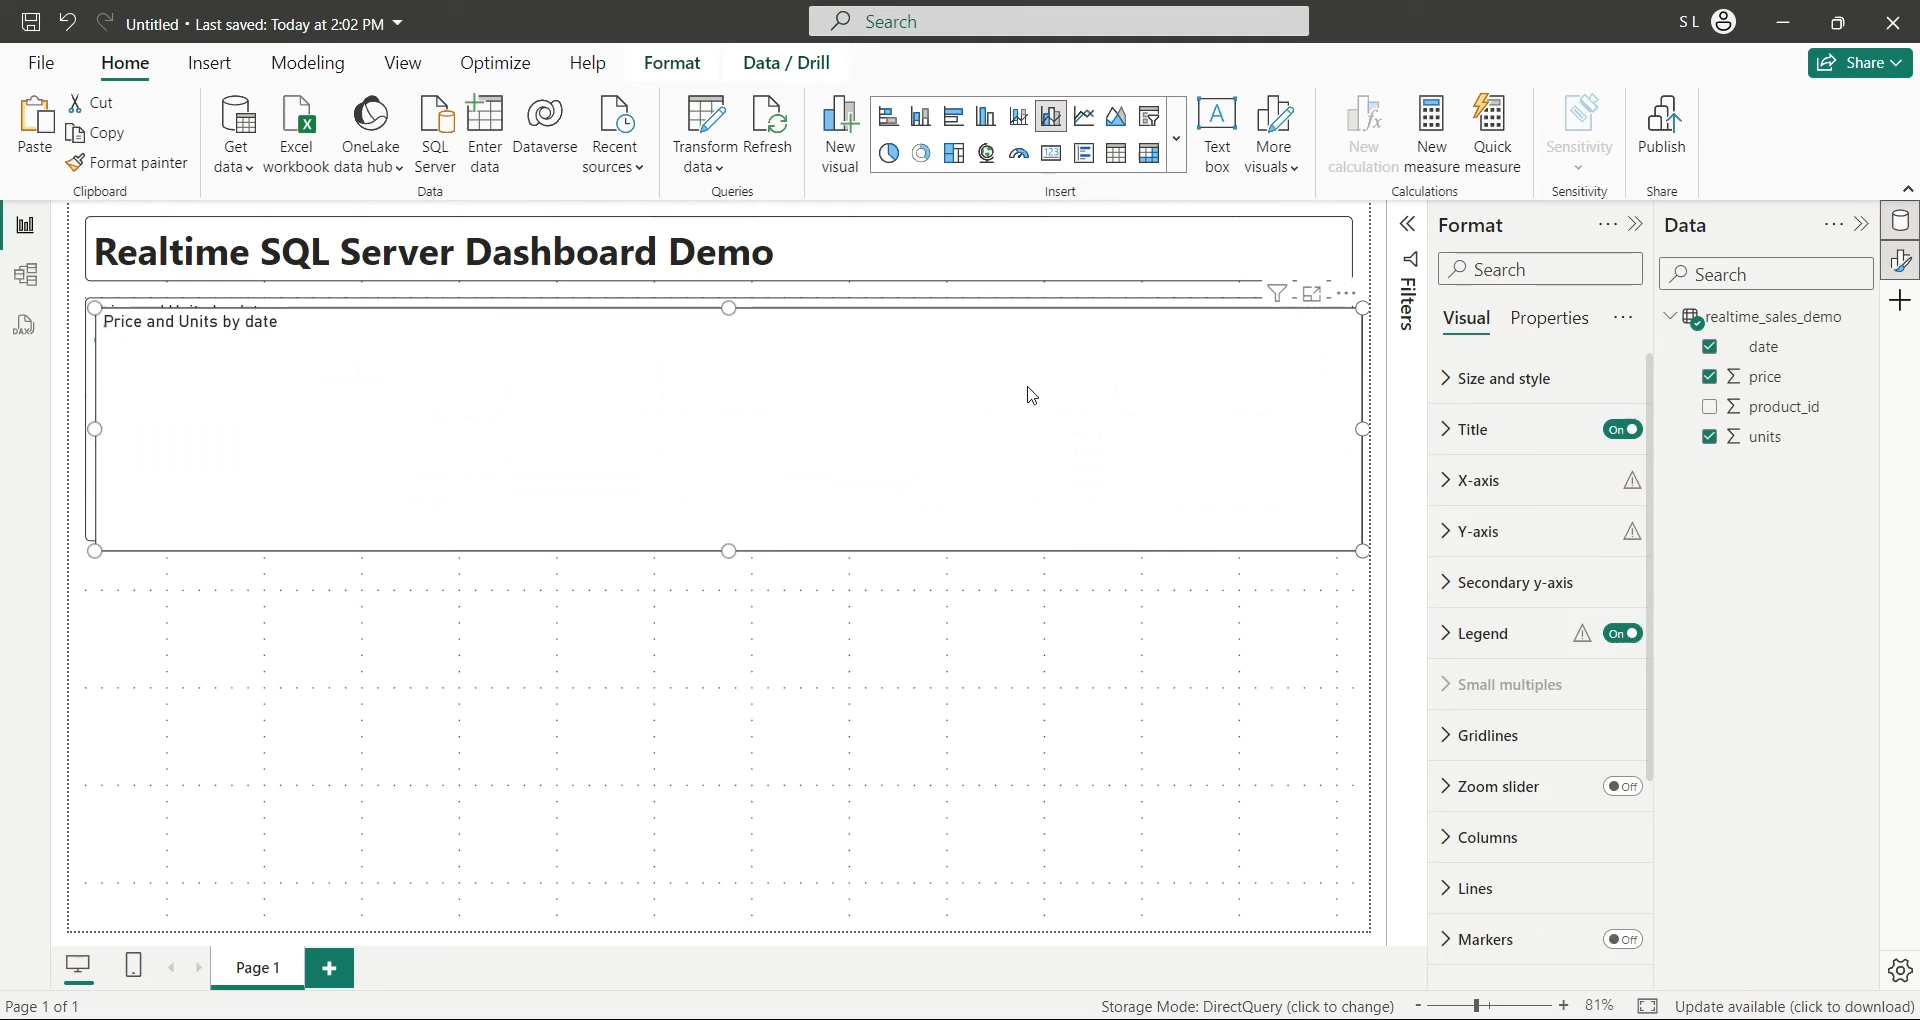 Untitled • Last saved: Today at 2:02 PM
Search
S L
File
Home
Insert
Modeling
View
Optimize
Help
Format
Data / Drill
Share
Paste
Cut
Copy
Format painter
Clipboard
Get
data
Excel
workbook
OneLake
data hub
SQL
Server
Enter
data
Dataverse
Recent
sources
Data
Transform
data
Refresh
Queries
New
visual
123
Insert
A
Text
box
More
visuals
New
calculation
New
measure
Quick
measure
Calculations
Sensitivity
Sensitivity
Publish
Share
DAX
Realtime SQL Server Dashboard Demo
Price and Units by date
Filters
Format
Search
Visual
Properties
Size and style
Title
On
X-axis
Y-axis
Secondary y-axis
Legend
On
Small multiples
Gridlines
Zoom slider
Off
Columns
Lines
Markers
Off
Data
Search
realtime_sales_demo
date
∑ price
∑ product_id
∑ units
Page 1
Page 1 of 1
Storage Mode: DirectQuery (click to change)
- + 81%
Update available (click to download)